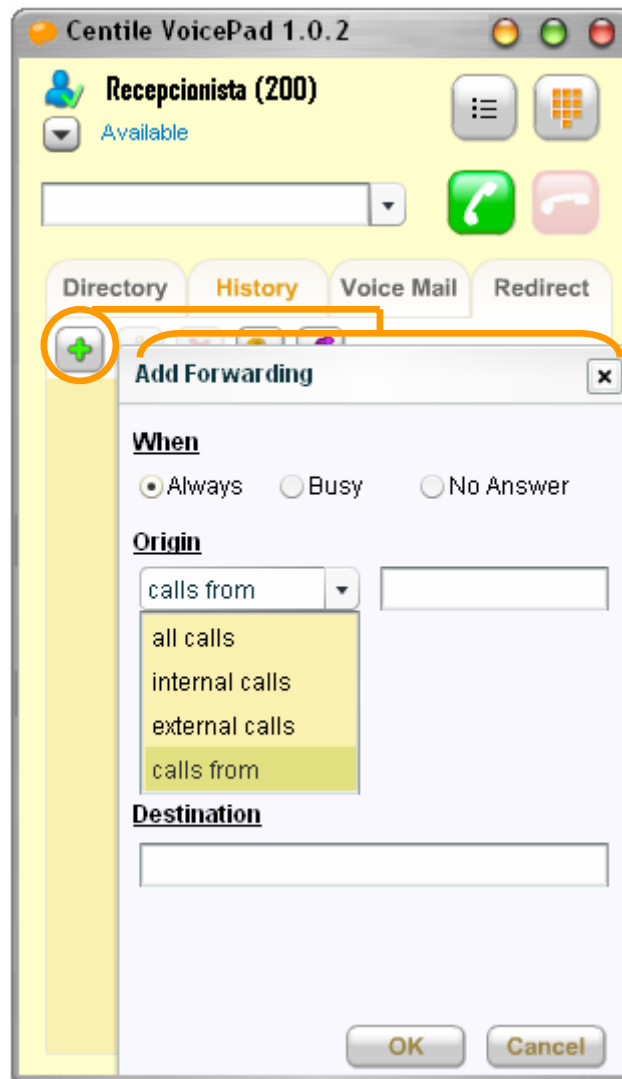 Centile VoicePad 1.0.2
Recepcionista (200)
Available
Directory History Voice Mail Redirect
Add Forwarding
When
Always Busy No Answer
Origin
calls from
all calls
internal calls
external calls
calls from
Destination
OK Cancel